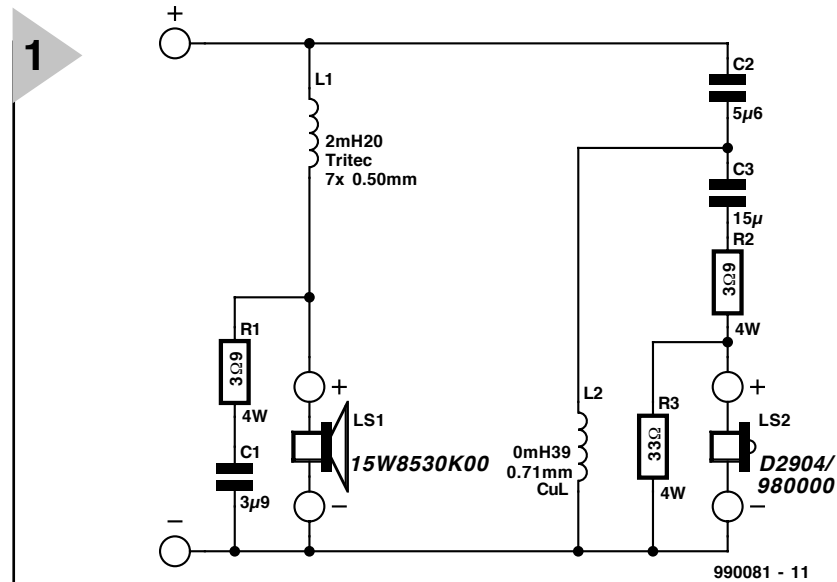 1
+
L1
2mH20
Tritec
7x 0.50mm
C2
5µ6
C3
15µ
R2
3Ω9
4W
R1
3Ω9
4W
C1
3µ9
+
LS1
15W8530K00
−
L2
0mH39
0.71mm
CuL
R3
33Ω
4W
+
LS2
D2904/
980000
−
−
990081 - 11